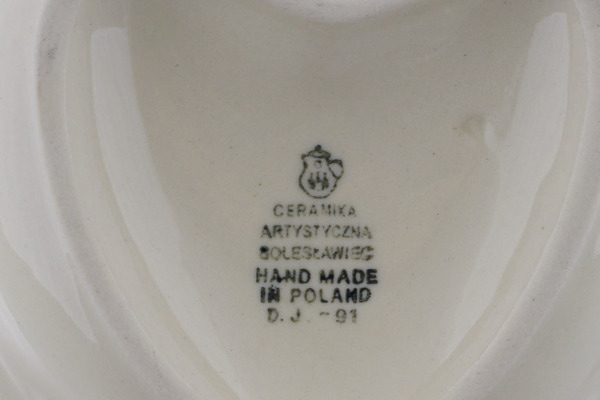 CERAMIKA
ARTYSTYCZNA
BOLESŁAWIEC
HAND MADE
IN POLAND
D.J. -91